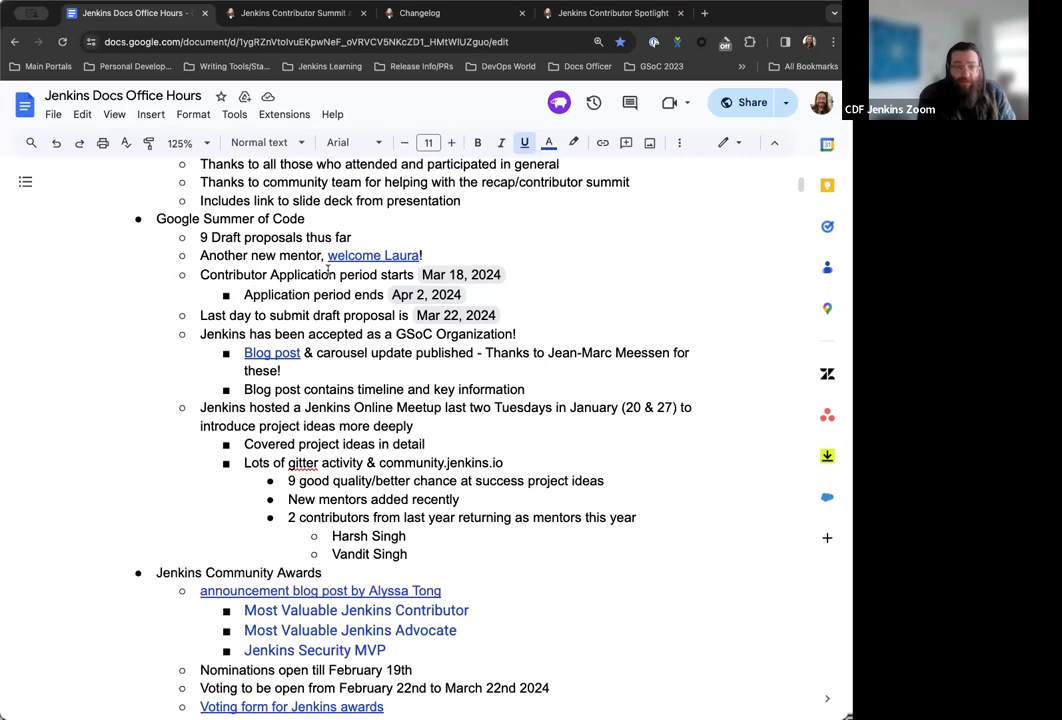 Jenkins Docs Office Hours -
Jenkins Contributor Summit a
Changelog
Jenkins Contributor Spotlight
docs.google.com/document/d/1ygRZnVtoIvuEKpwNeF_oVRVCV5NKcZD1_HMtWlUZguo/edit
Off
Main Portals
Personal Develop...
Writing Tools/Sta...
Jenkins Learning
Release Info/PRs
DevOps World
Docs Officer
GSoC 2023
»
All Bookmarks
CDF Jenkins Zoom
Jenkins Docs Office Hours
File Edit View Insert Format Tools Extensions Help
Share
125% Normal text Arial 11 B I U A
Thanks to all those who attended and participated in general
Thanks to community team for helping with the recap/contributor summit
Includes link to slide deck from presentation
Google Summer of Code
9 Draft proposals thus far
Another new mentor, welcome Laura!
Contributor Application period starts Mar 18, 2024
Application period ends Apr 2, 2024
Last day to submit draft proposal is Mar 22, 2024
Jenkins has been accepted as a GSoC Organization!
Blog post & carousel update published - Thanks to Jean-Marc Meessen for
these!
Blog post contains timeline and key information
Jenkins hosted a Jenkins Online Meetup last two Tuesdays in January (20 & 27) to
introduce project ideas more deeply
Covered project ideas in detail
Lots of gitter activity & community.jenkins.io
9 good quality/better chance at success project ideas
New mentors added recently
2 contributors from last year returning as mentors this year
Harsh Singh
Vandit Singh
Jenkins Community Awards
announcement blog post by Alyssa Tong
Most Valuable Jenkins Contributor
Most Valuable Jenkins Advocate
Jenkins Security MVP
Nominations open till February 19th
Voting to be open from February 22nd to March 22nd 2024
Voting form for Jenkins awards